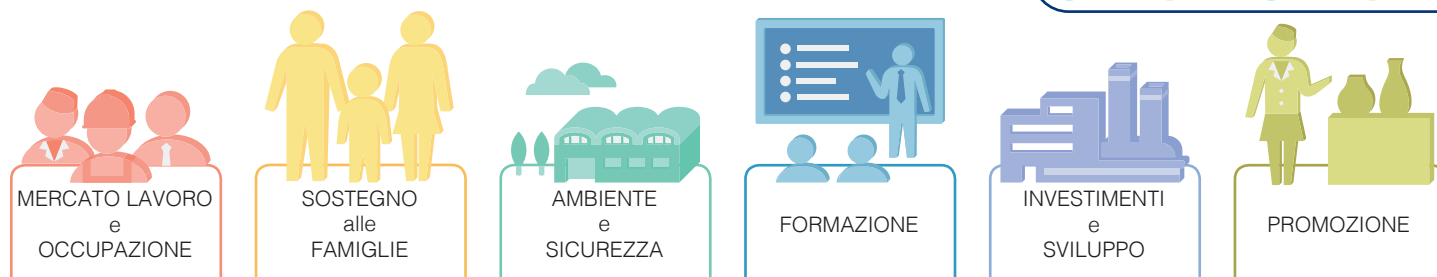 MERCATO LAVORO
e
OCCUPAZIONE
SOSTEGNO
alle
FAMIGLIE
AMBIENTE
e
SICUREZZA
FORMAZIONE
INVESTIMENTI
e
SVILUPPO
PROMOZIONE